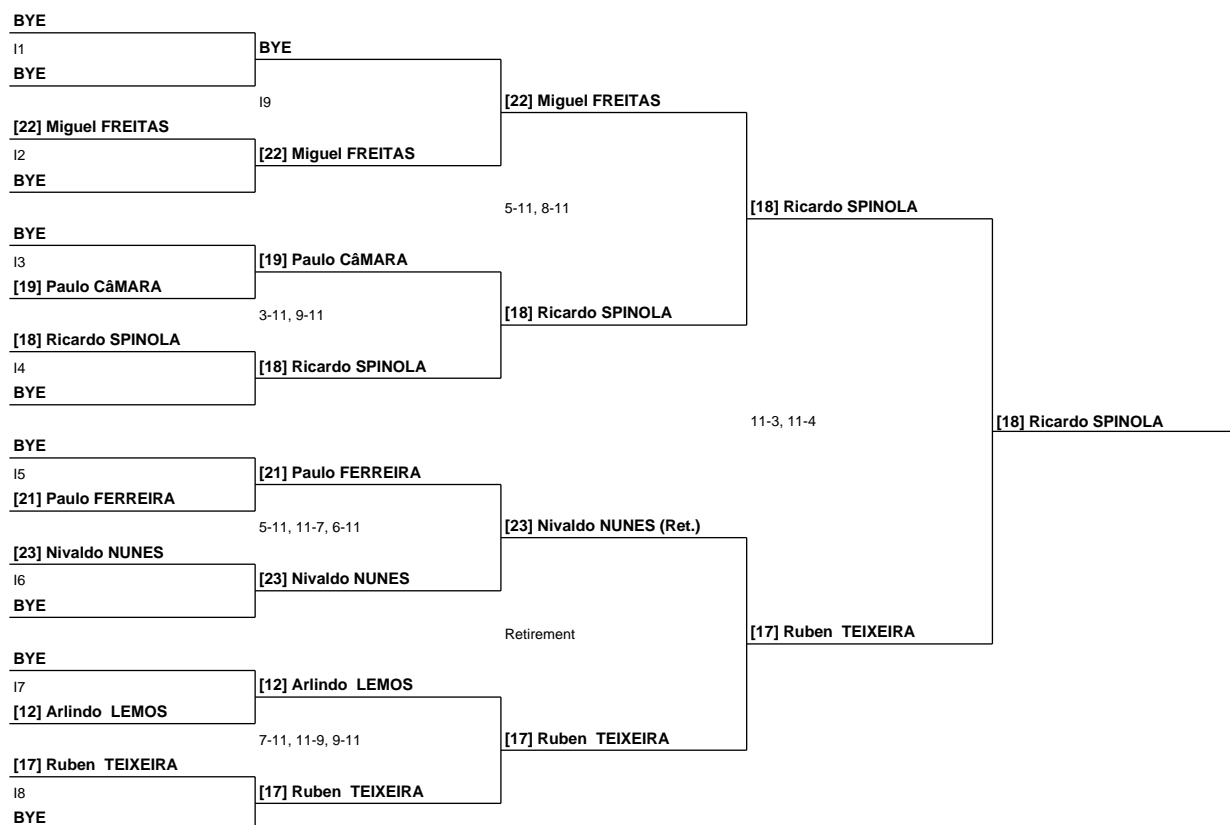 BYE
I1
BYE
BYE
I9
[22] Miguel FREITAS
[22] Miguel FREITAS
I2
[22] Miguel FREITAS
BYE
5-11, 8-11
[18] Ricardo SPINOLA
BYE
I3
[19] Paulo CâMARA
[19] Paulo CâMARA
3-11, 9-11
[18] Ricardo SPINOLA
[18] Ricardo SPINOLA
I4
[18] Ricardo SPINOLA
BYE
11-3, 11-4
[18] Ricardo SPINOLA
BYE
I5
[21] Paulo FERREIRA
[21] Paulo FERREIRA
5-11, 11-7, 6-11
[23] Nivaldo NUNES (Ret.)
[23] Nivaldo NUNES
I6
[23] Nivaldo NUNES
BYE
Retirement
[17] Ruben  TEIXEIRA
BYE
I7
[12] Arlindo  LEMOS
[12] Arlindo  LEMOS
7-11, 11-9, 9-11
[17] Ruben  TEIXEIRA
[17] Ruben  TEIXEIRA
I8
[17] Ruben  TEIXEIRA
BYE